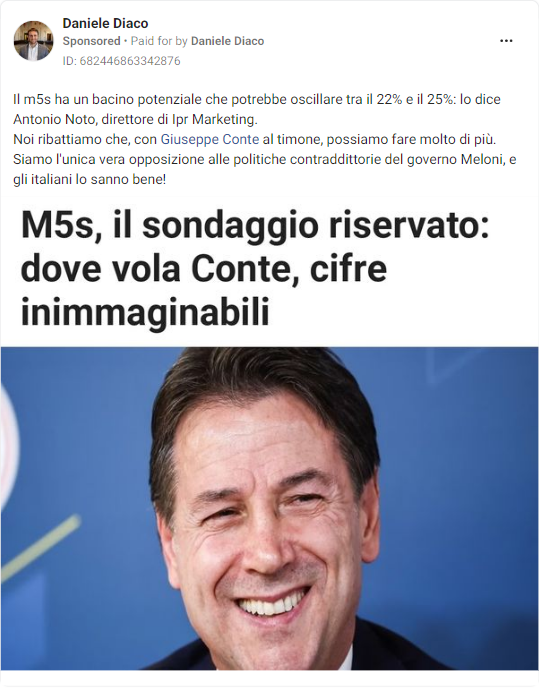 Daniele Diaco
Sponsored • Paid for by Daniele Diaco
ID: 682446863342876
Il m5s ha un bacino potenziale che potrebbe oscillare tra il 22% e il 25%: lo dice
Antonio Noto, direttore di Ipr Marketing.
Noi ribattiamo che, con Giuseppe Conte al timone, possiamo fare molto di più.
Siamo l'unica vera opposizione alle politiche contraddittorie del governo Meloni, e
gli italiani lo sanno bene!
M5s, il sondaggio riservato:
dove vola Conte, cifre
inimmaginabili